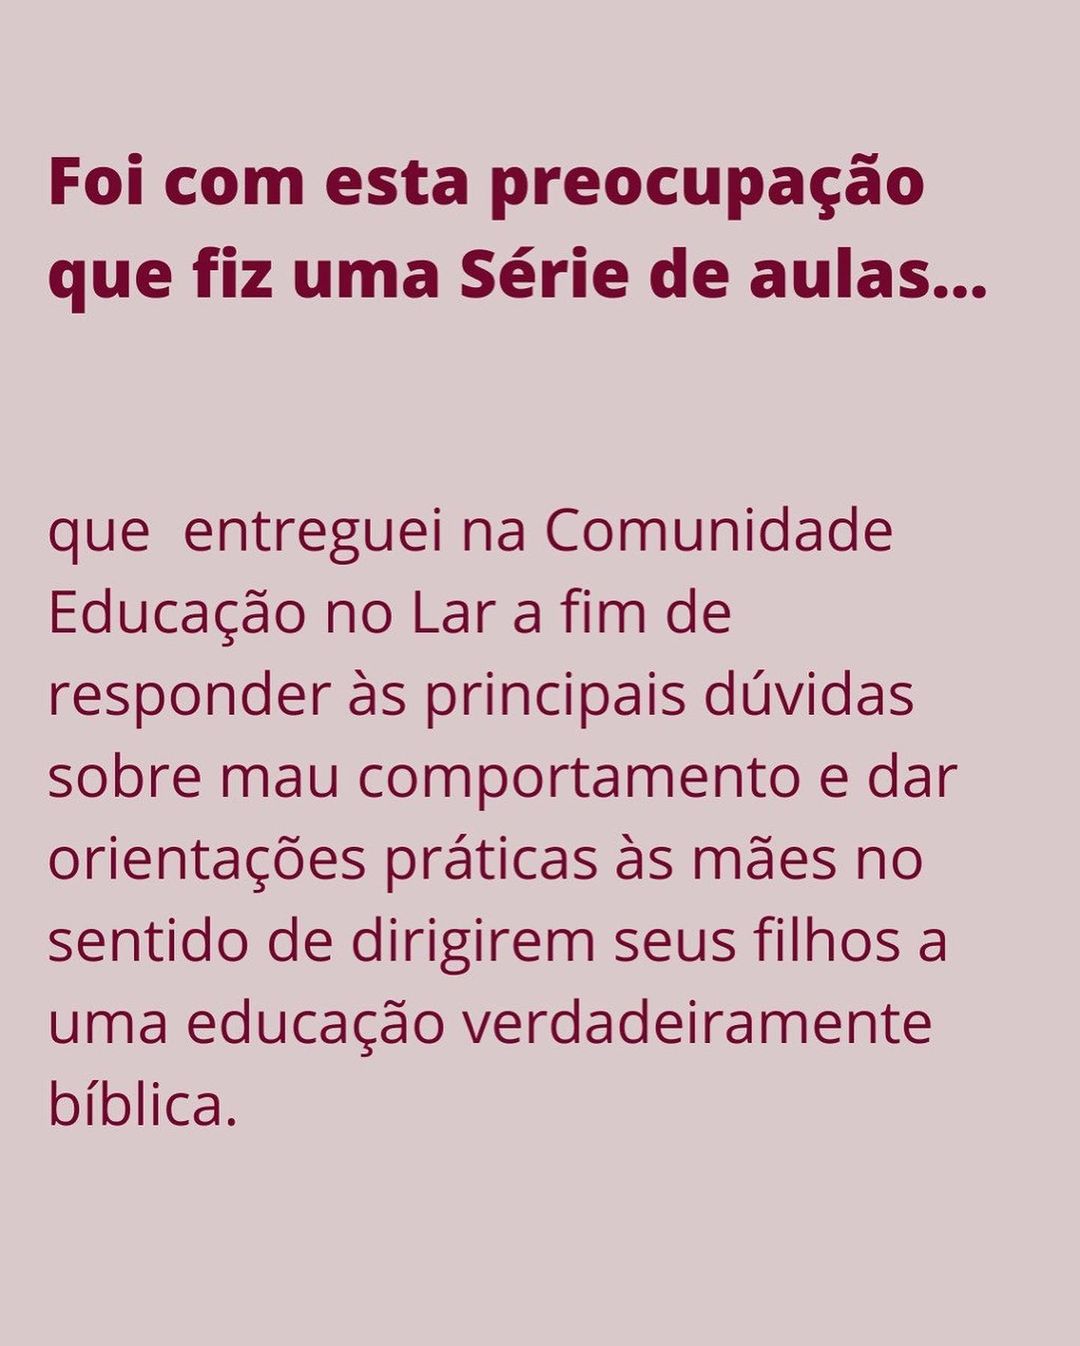 Foi com esta preocupação
que fiz uma Série de aulas...
que  entreguei na Comunidade
Educação no Lar a fim de
responder às principais dúvidas
sobre mau comportamento e dar
orientações práticas às mães no
sentido de dirigirem seus filhos a
uma educação verdadeiramente
bíblica.